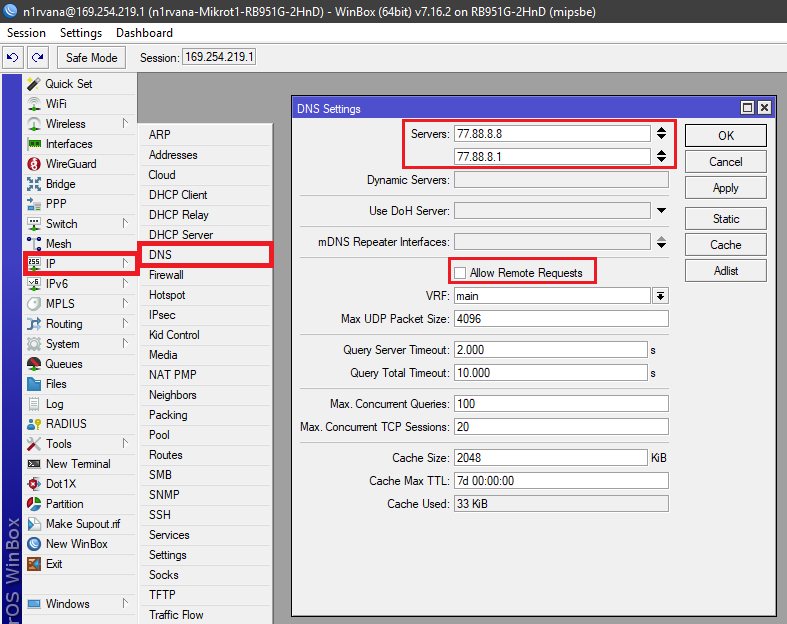 n1rvana@169.254.219.1 (n1rvana-Mikrot1-RB951G-2HnD) - WinBox (64bit) v7.16.2 on RB951G-2HnD (mipsbe)
Session Settings Dashboard
Safe Mode Session: 169.254.219.1
Quick Set
WiFi
Wireless
Interfaces
WireGuard
Bridge
PPP
Switch
Mesh
IP
IPv6
MPLS
Routing
System
Queues
Files
Log
RADIUS
Tools
New Terminal
Dot1X
Partition
Make Supout.rif
New WinBox
Exit
Windows
ARP
Addresses
Cloud
DHCP Client
DHCP Relay
DHCP Server
DNS
Firewall
Hotspot
IPsec
Kid Control
Media
NAT PMP
Neighbors
Packing
Pool
Routes
SMB
SNMP
SSH
Services
Settings
Socks
TFTP
Traffic Flow
DNS Settings
Servers: 77.88.8.8
77.88.8.1
Dynamic Servers:
Use DoH Server:
mDNS Repeater Interfaces:
Allow Remote Requests
VRF: main
Max UDP Packet Size: 4096
Query Server Timeout: 2.000 s
Query Total Timeout: 10.000 s
Max. Concurrent Queries: 100
Max. Concurrent TCP Sessions: 20
Cache Size: 2048 KiB
Cache Max TTL: 7d 00:00:00
Cache Used: 33 KiB
OK
Cancel
Apply
Static
Cache
Adlist
rOS WinBox